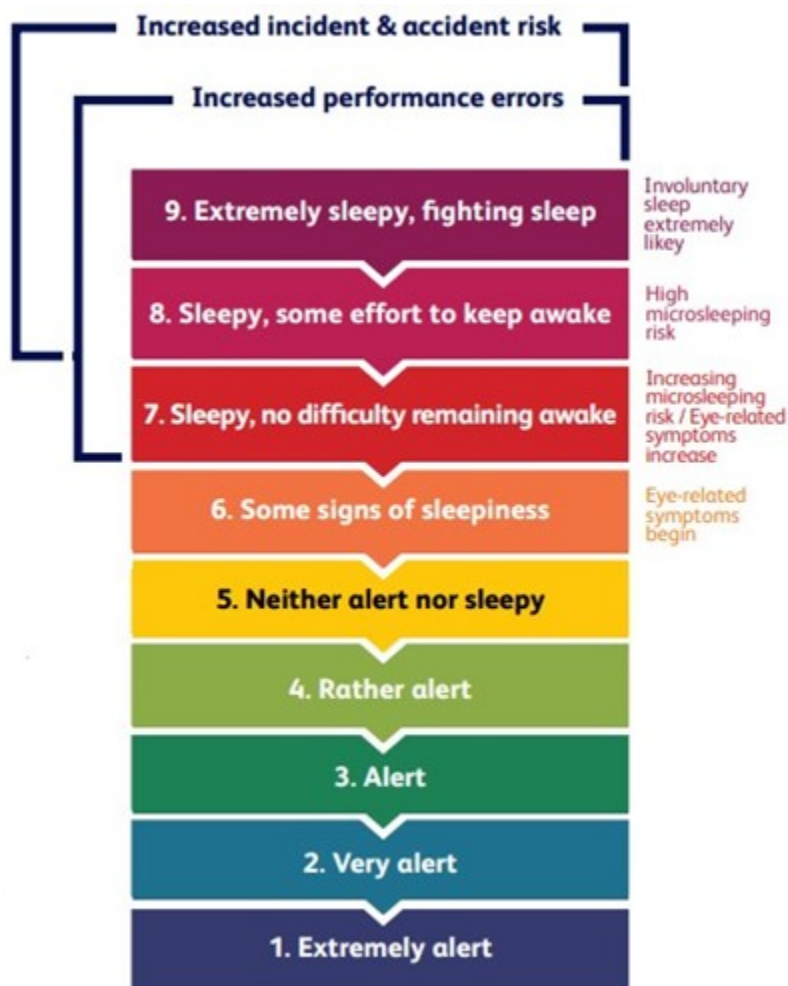 Increased incident & accident risk
Increased performance errors
9. Extremely sleepy, fighting sleep
Involuntary
sleep
extremely
likey
8. Sleepy, some effort to keep awake
High
microsleeping
risk
7. Sleepy, no difficulty remaining awake
Increasing
microsleeping
risk / Eye-related
symptoms
increase
6. Some signs of sleepiness
Eye-related
symptoms
begin
5. Neither alert nor sleepy
4. Rather alert
3. Alert
2. Very alert
1. Extremely alert